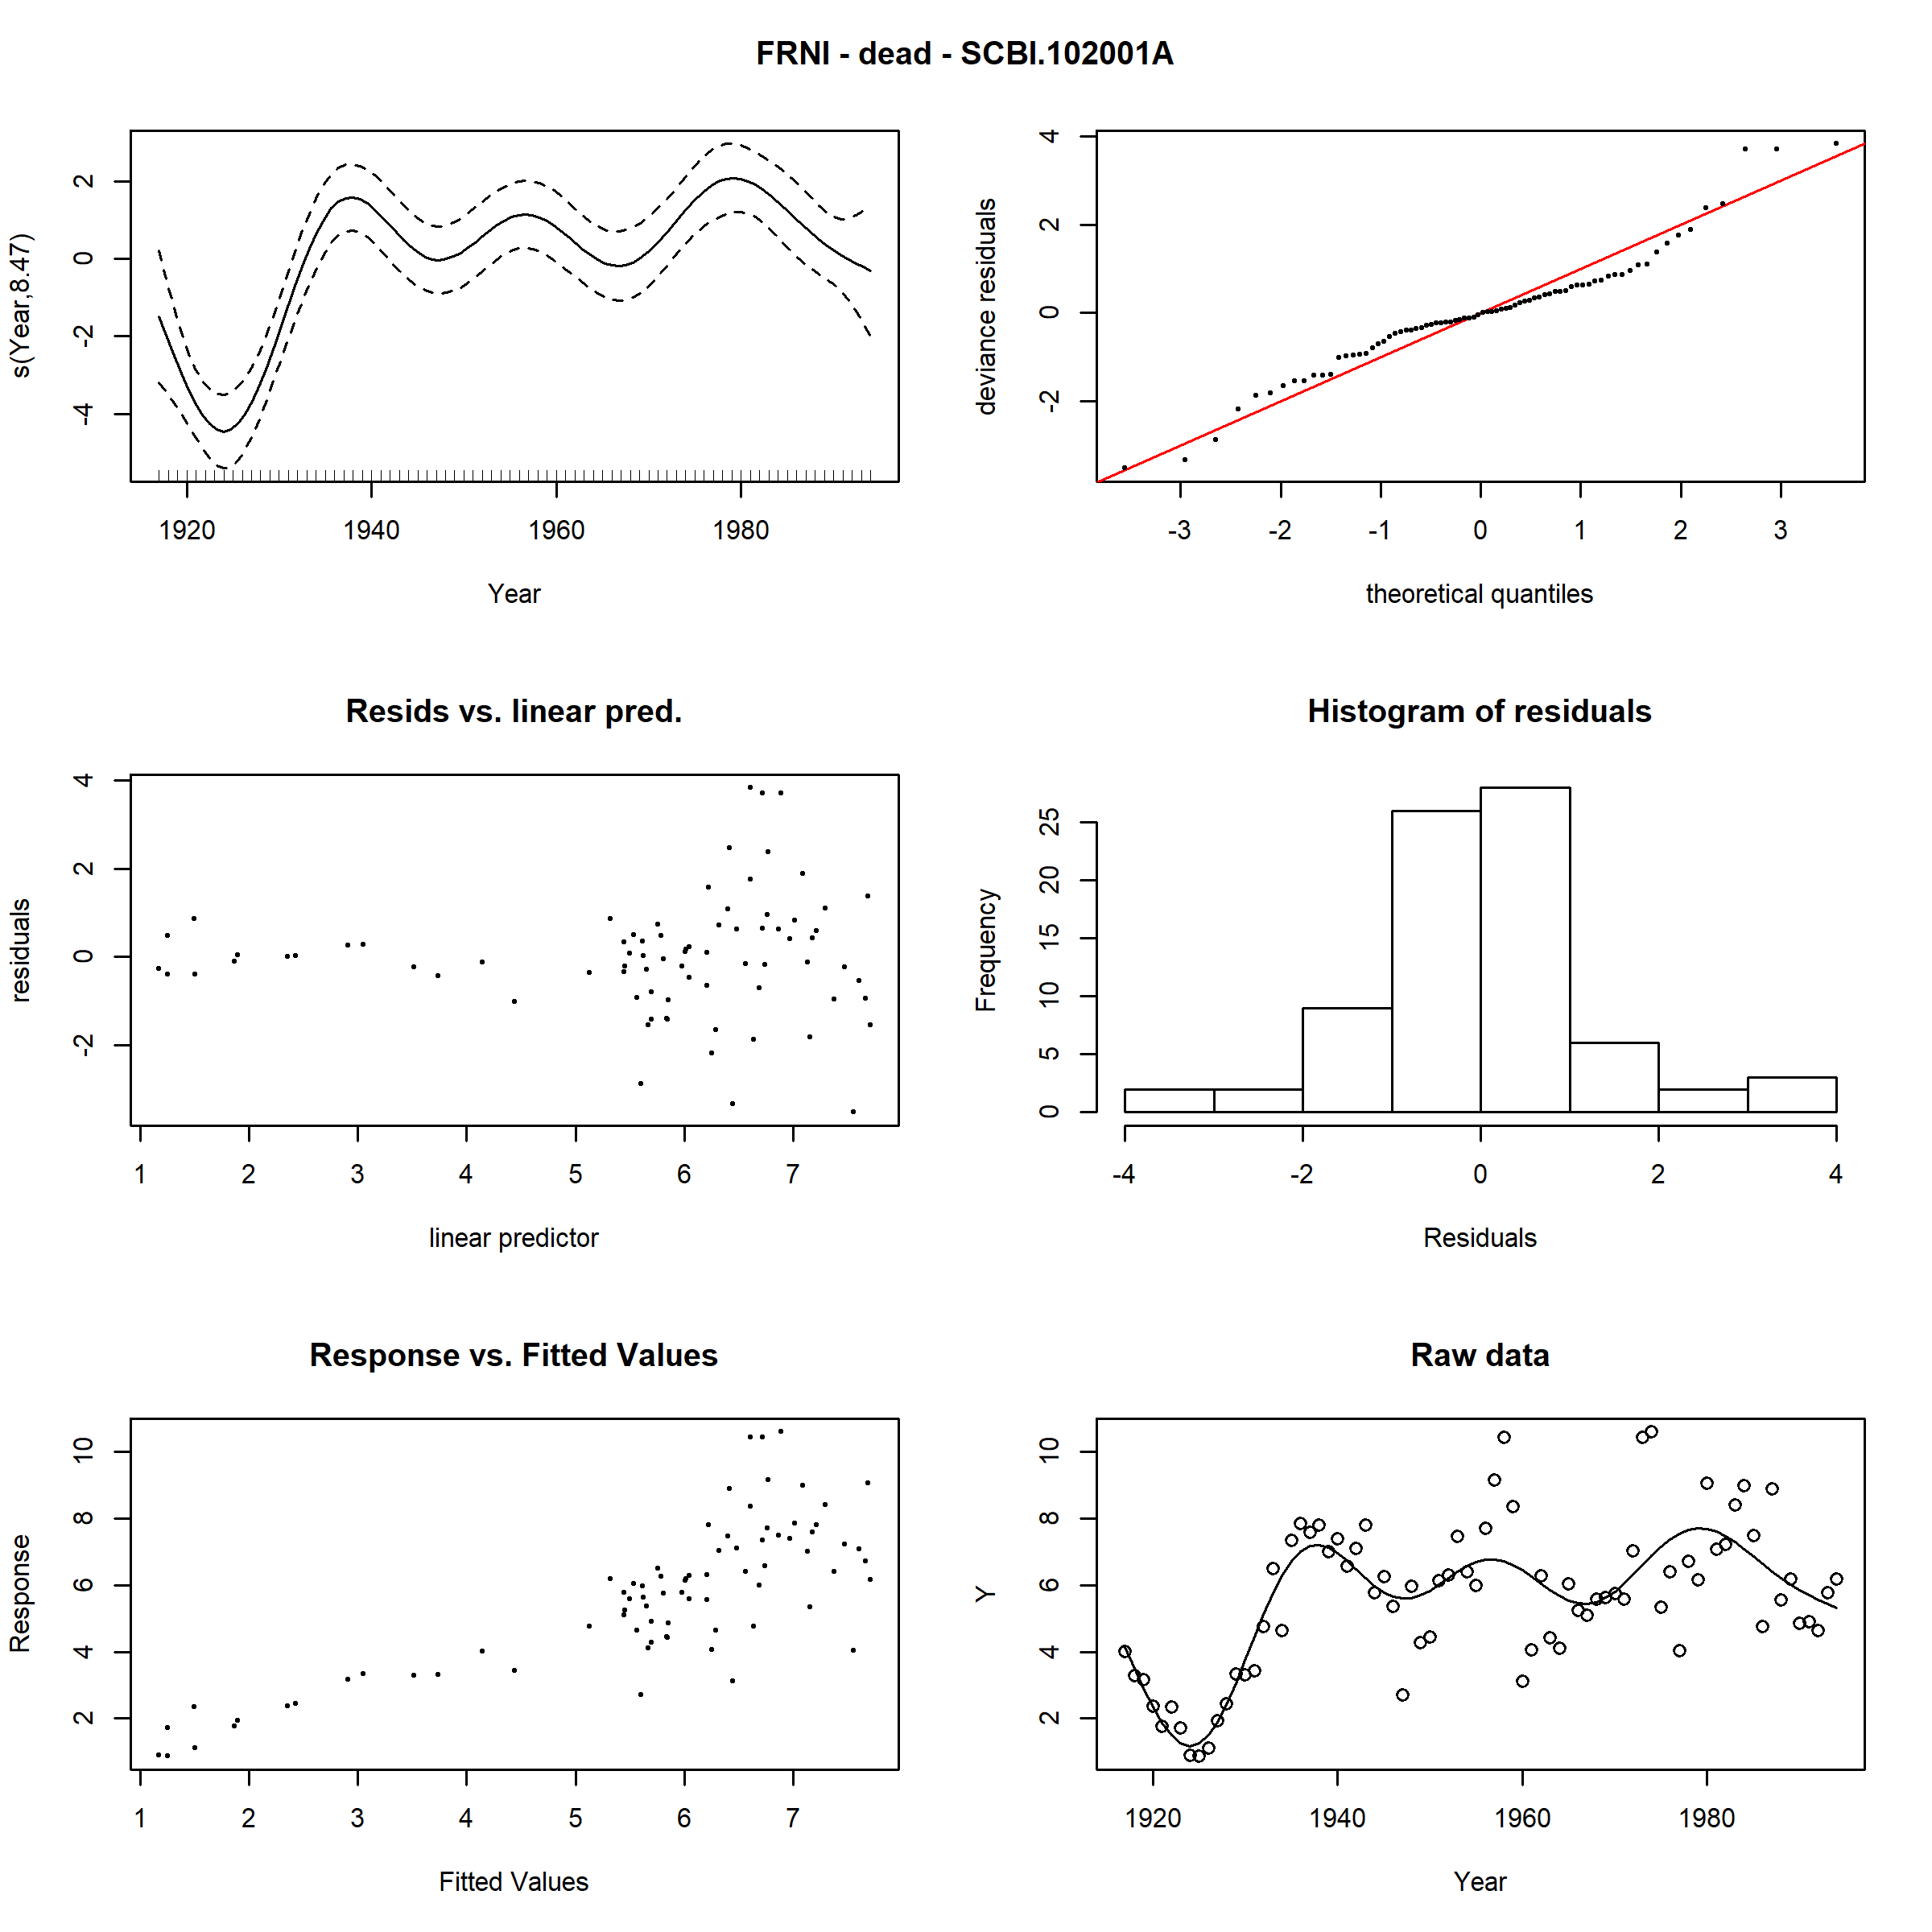 FRNI - dead - SCBI.102001A
s(Year,8.47)
2
0
-2
-4
1920 1940 1960 1980
Year
deviance residuals
4
2
0
-2
-3 -2 -1 0 1 2 3
theoretical quantiles
Resids vs. linear pred.
residuals
4
2
0
-2
1 2 3 4 5 6 7
linear predictor
Histogram of residuals
Frequency
25
20
15
10
5
0
-4 -2 0 2 4
Residuals
Response vs. Fitted Values
Response
10
8
6
4
2
1 2 3 4 5 6 7
Fitted Values
Raw data
Y
10
8
6
4
2
1920 1940 1960 1980
Year